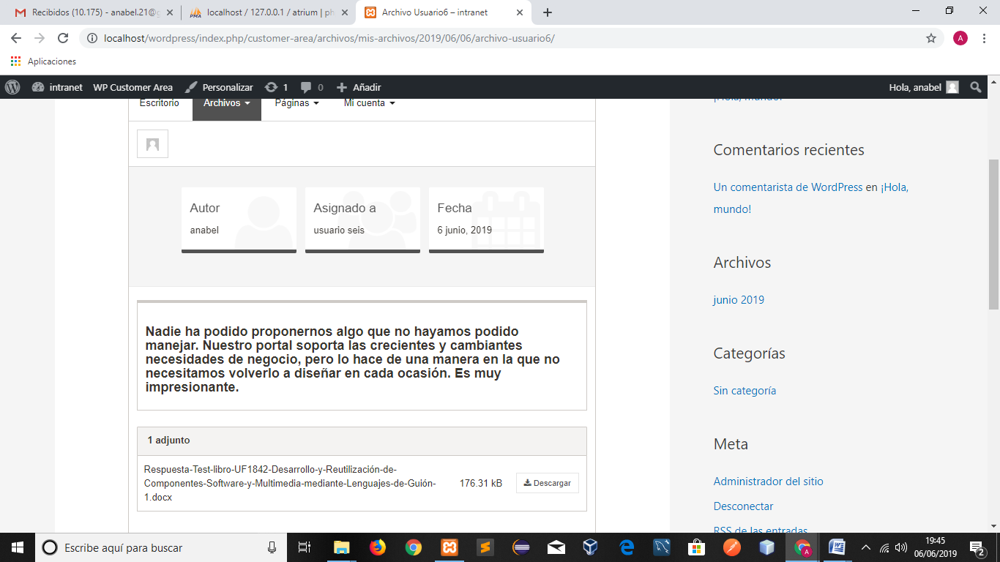 Recibidos (10.175) - anabel.21@g
localhost / 127.0.0.1 / atrium | ph
Archivo Usuario6 – intranet
localhost/wordpress/index.php/customer-area/archivos/mis-archivos/2019/06/06/archivo-usuario6/
A
Aplicaciones
intranet WP Customer Area Personalizar 1 0 Añadir Hola, anabel
Escritorio Archivos Páginas Mi cuenta
¡Hola, mundo!
Autor
anabel
Asignado a
usuario seis
Fecha
6 junio, 2019
Nadie ha podido proponernos algo que no hayamos podido
manejar. Nuestro portal soporta las crecientes y cambiantes
necesidades de negocio, pero lo hace de una manera en la que no
necesitamos volverlo a diseñar en cada ocasión. Es muy
impresionante.
1 adjunto
Respuesta-Test-libro-UF1842-Desarrollo-y-Reutilización-de-
Componentes-Software-y-Multimedia-mediante-Lenguajes-de-Guión-
1.docx
176.31 kB
Descargar
Comentarios recientes
Un comentarista de WordPress en ¡Hola,
mundo!
Archivos
junio 2019
Categorías
Sin categoría
Meta
Administrador del sitio
Desconectar
RSS de las entradas
Escribe aquí para buscar
19:45
06/06/2019
2